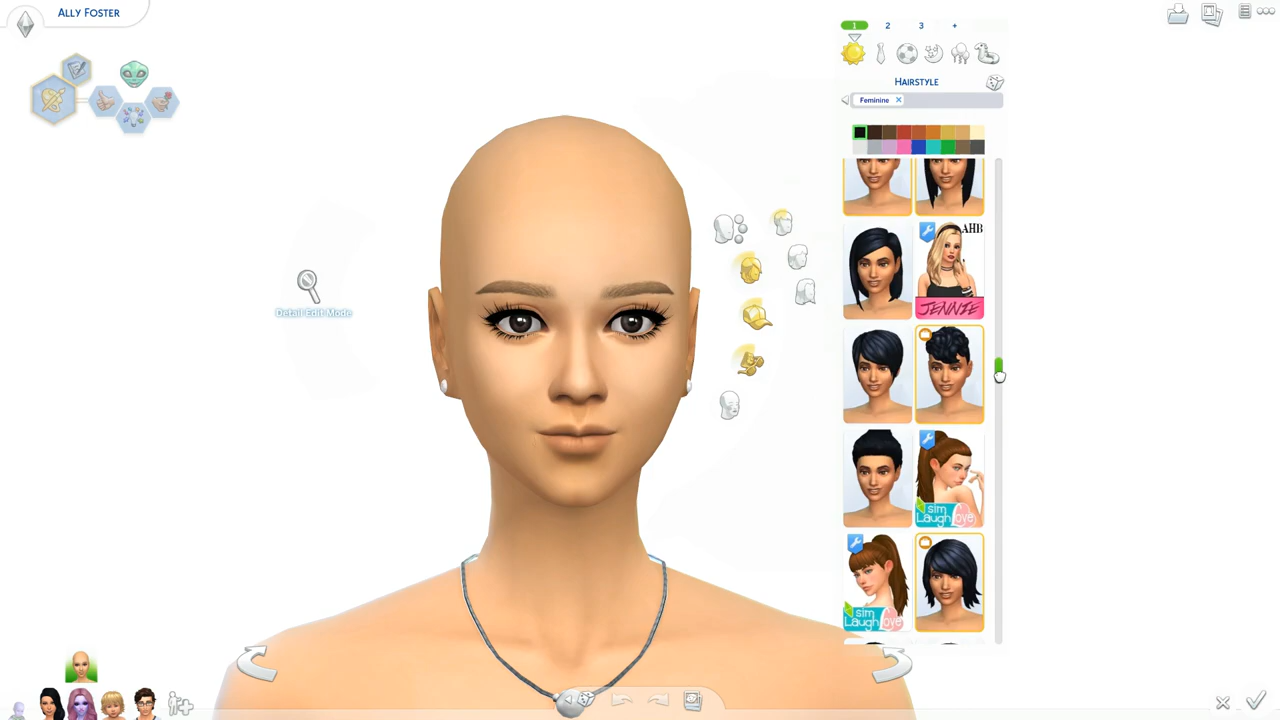 Ally Foster
1 2 3 +
Hairstyle
Feminine ×
AHB
JENNIE
Detail Edit Mode
sim
Laugh love
sim
Laugh love